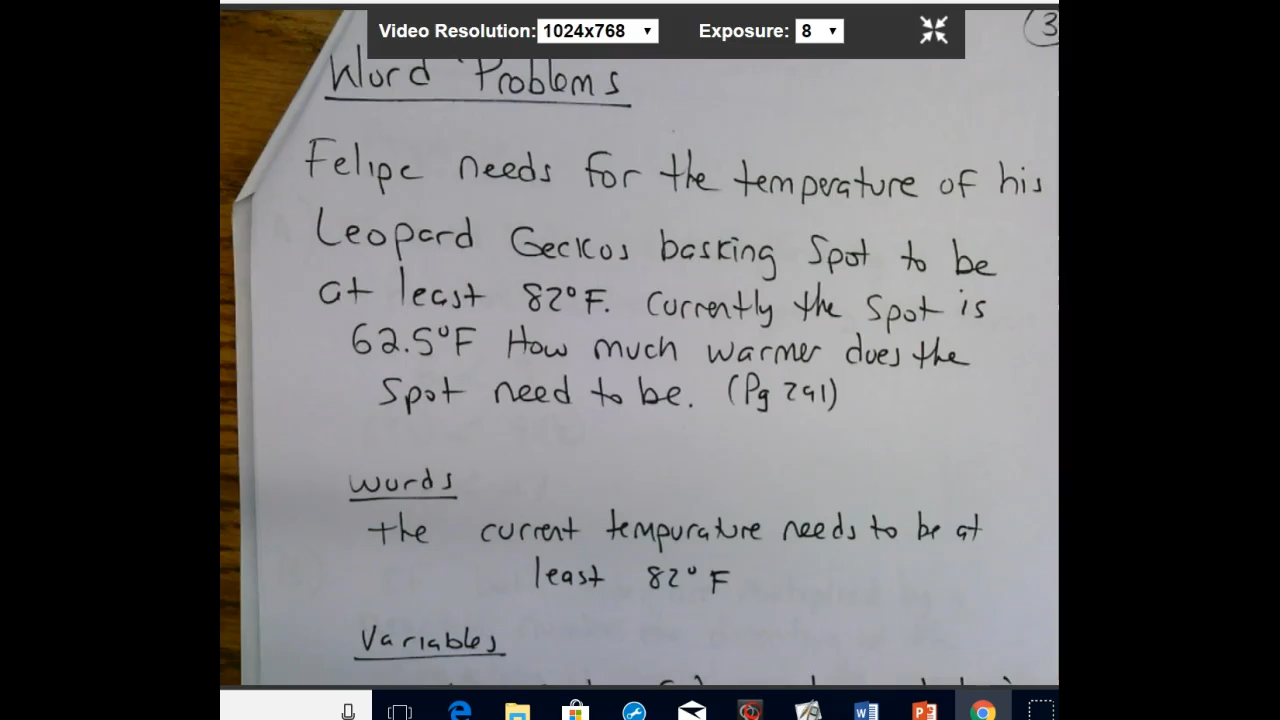 Video Resolution: 1024x768 Exposure: 8
3
Word Problems
Felipe needs for the temperature of his
Leopard Geckos basking spot to be
at least 82°F. Currently the spot is
62.5°F How much warmer does the
spot need to be. (Pg 291)
words
the current tempurature needs to be at
least 82° F
Variables